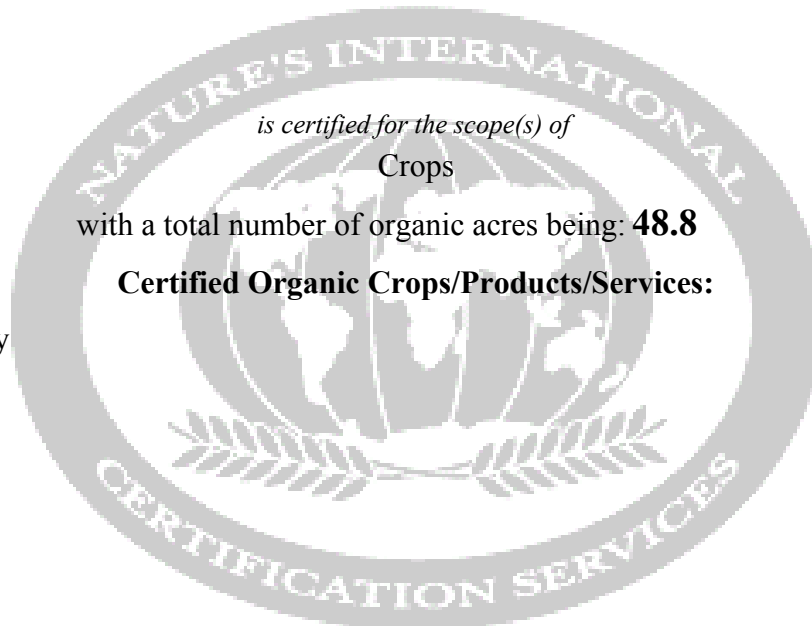 NATURE'S INTERNATIONAL
is certified for the scope(s) of
Crops
with a total number of organic acres being: 48.8
Certified Organic Crops/Products/Services:
y
CERTIFICATION SERVICES